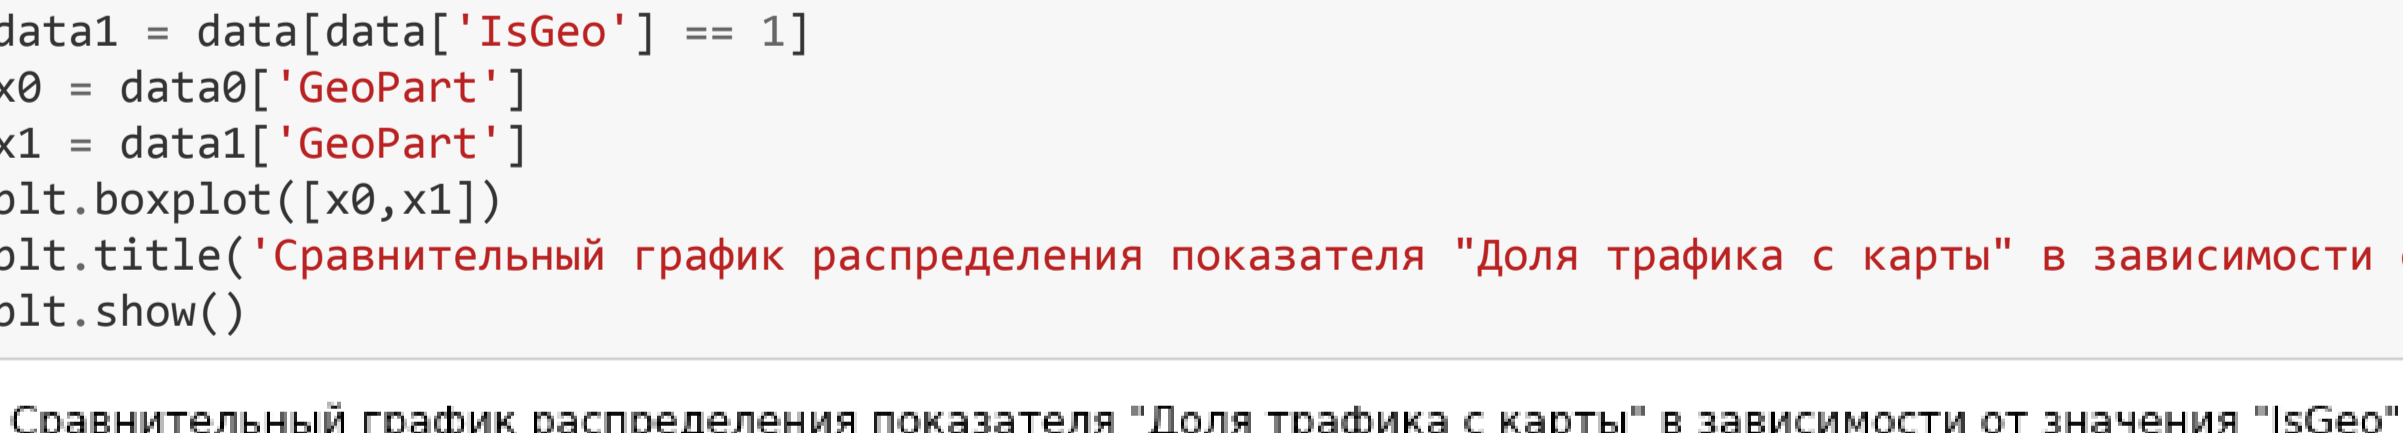 data1 = data[data['IsGeo'] == 1]
x0 = data0['GeoPart']
x1 = data1['GeoPart']
plt.boxplot([x0,x1])
plt.title('Сравнительный график распределения показателя "Доля трафика с карты" в зависимости
plt.show()
Сравнительный график распределения показателя "Доля трафика с карты" в зависимости от значения "IsGeo"